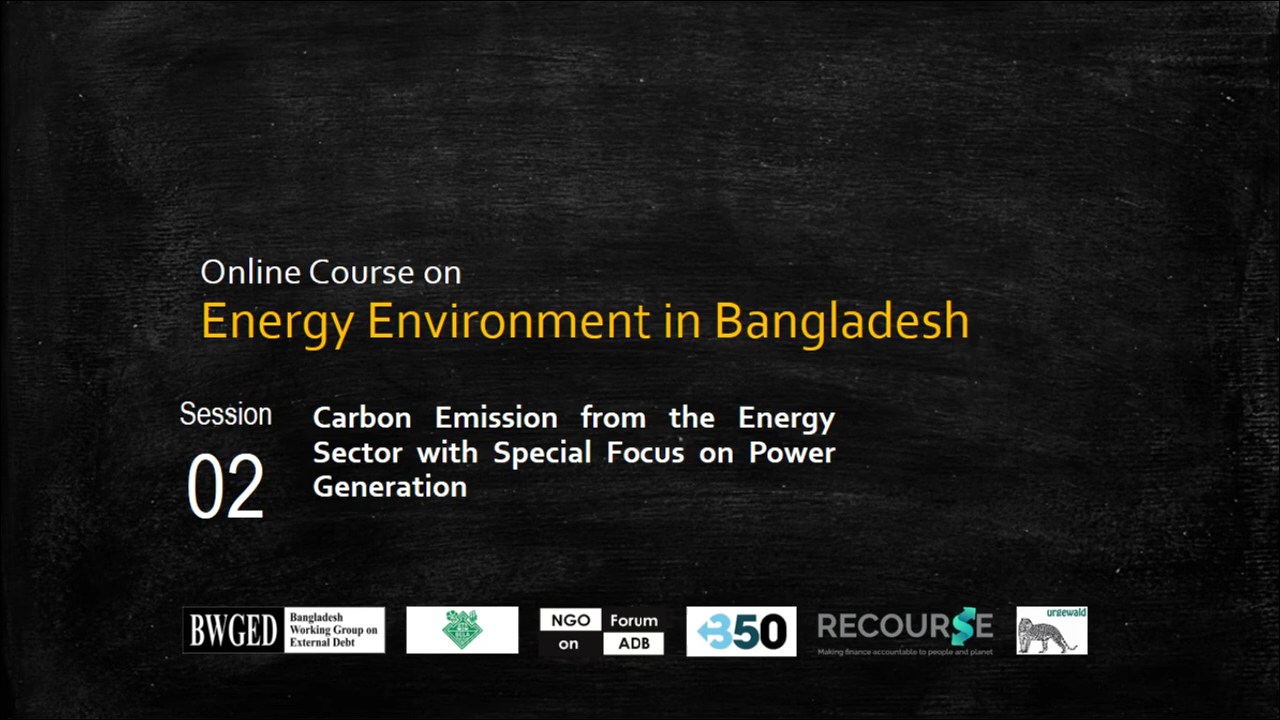 Online Course on
Energy Environment in Bangladesh
Session
02
Carbon Emission from the Energy
Sector with Special Focus on Power
Generation
BWGED
Bangladesh
Working Group on
External Debt
BELA
NGO Forum
on ADB
350
RECOURSE
Making finance accountable to people and planet
urgewald